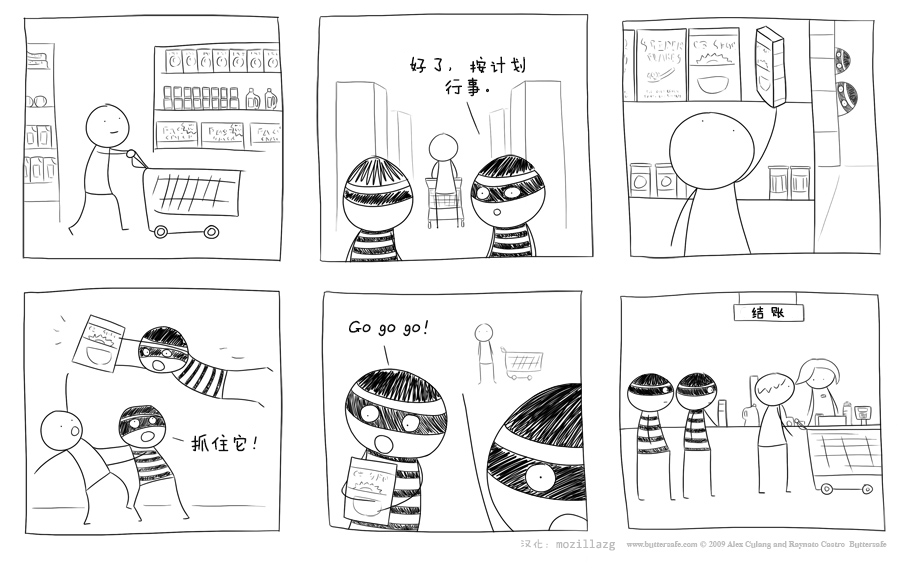 好了，按计划
行事。
抓住它！
Go go go!
结账
汉化：mozillazg www.buttersafe.com © 2009 Alex Culang and Raynato Castro Buttersafe